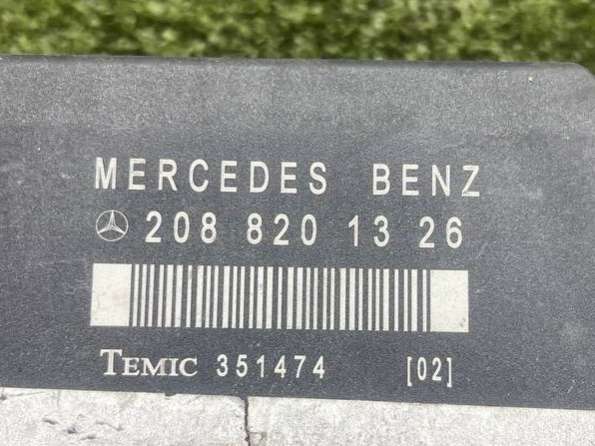 MERCEDES BENZ
208 820 13 26
TEMIC 351474 [02]